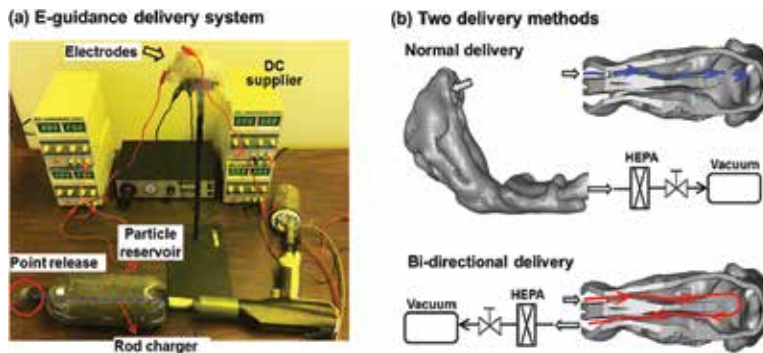 (a) E-guidance delivery system
Electrodes
DC
supplier
Particle
reservoir
Point release
Rod charger
(b) Two delivery methods
Normal delivery
HEPA
Vacuum
Bi-directional delivery
Vacuum
HEPA